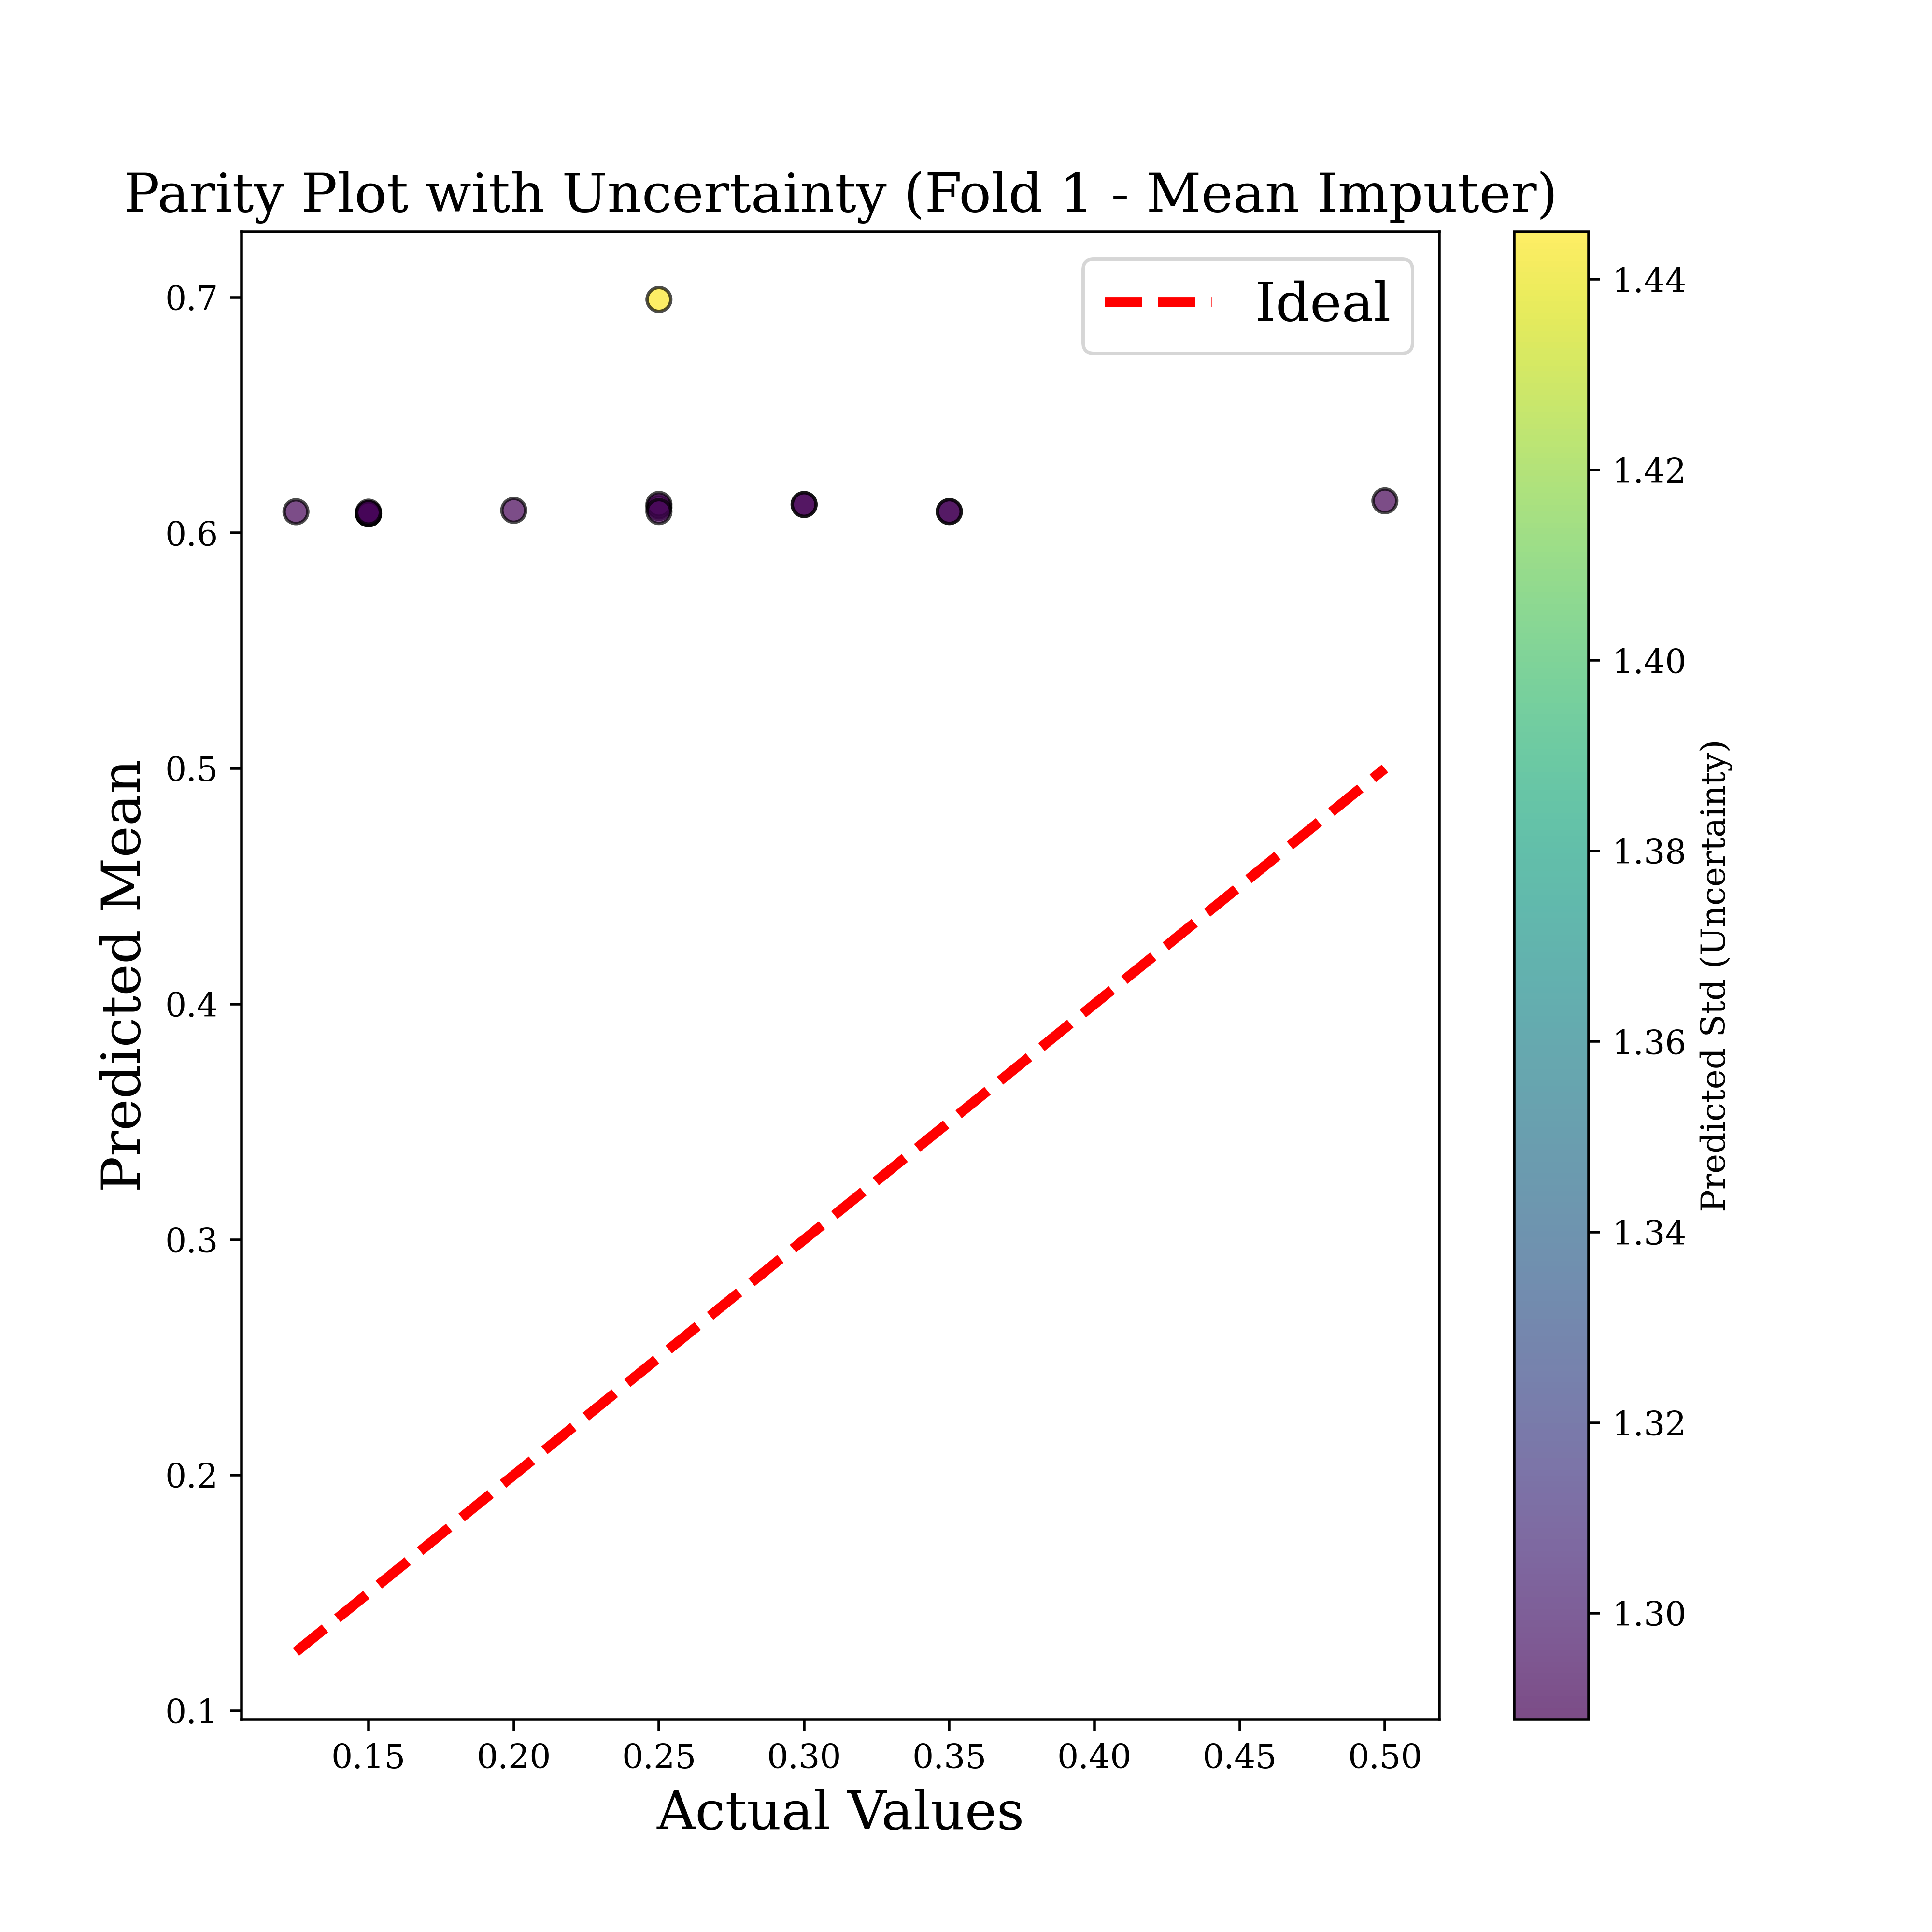 Parity Plot with Uncertainty (Fold 1 - Mean Imputer)
Ideal
Predicted Mean
0.7
0.6
0.5
0.4
0.3
0.2
0.1
0.15 0.20 0.25 0.30 0.35 0.40 0.45 0.50
Actual Values
1.44
1.42
1.40
1.38
1.36
1.34
1.32
1.30
Predicted Std (Uncertainty)